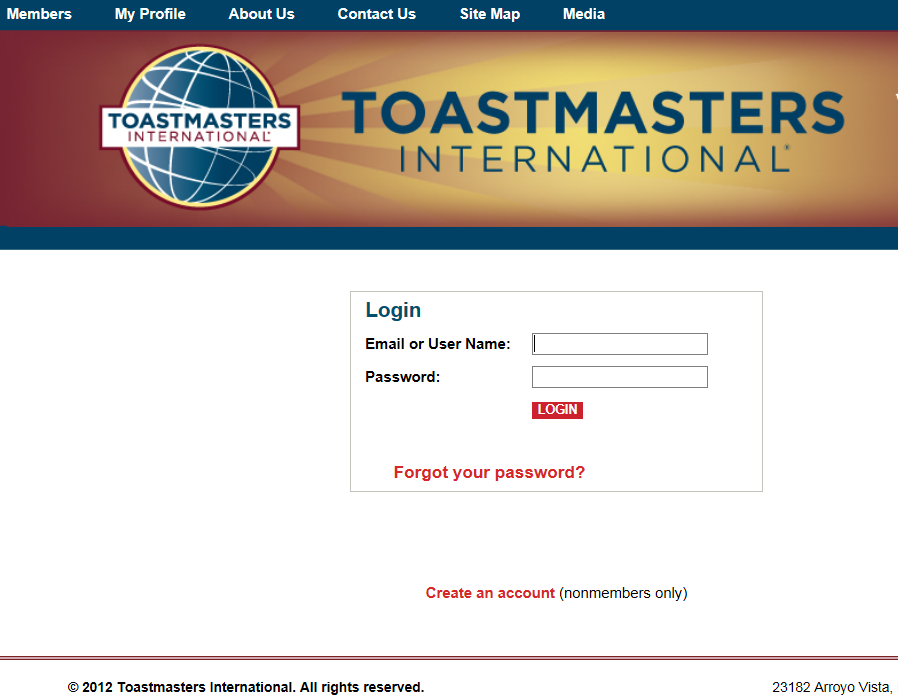 Members My Profile About Us Contact Us Site Map Media
TOASTMASTERS
INTERNATIONAL
TOASTMASTERS
INTERNATIONAL®
Login
Email or User Name:
Password:
LOGIN
Forgot your password?
Create an account (nonmembers only)
© 2012 Toastmasters International. All rights reserved. 23182 Arroyo Vista,